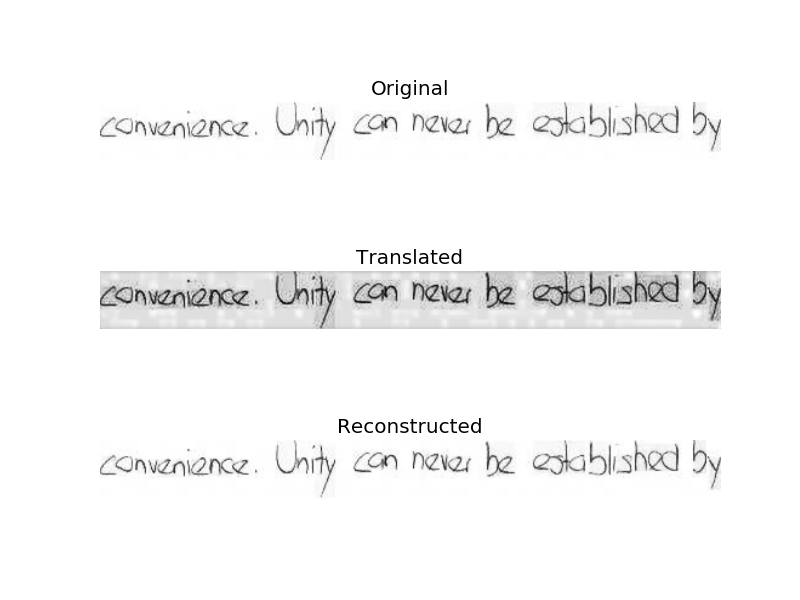 Original
convenience. Unity can never be established by
Translated
convenience. Unity can never be established by
Reconstructed
convenience. Unity can never be established by